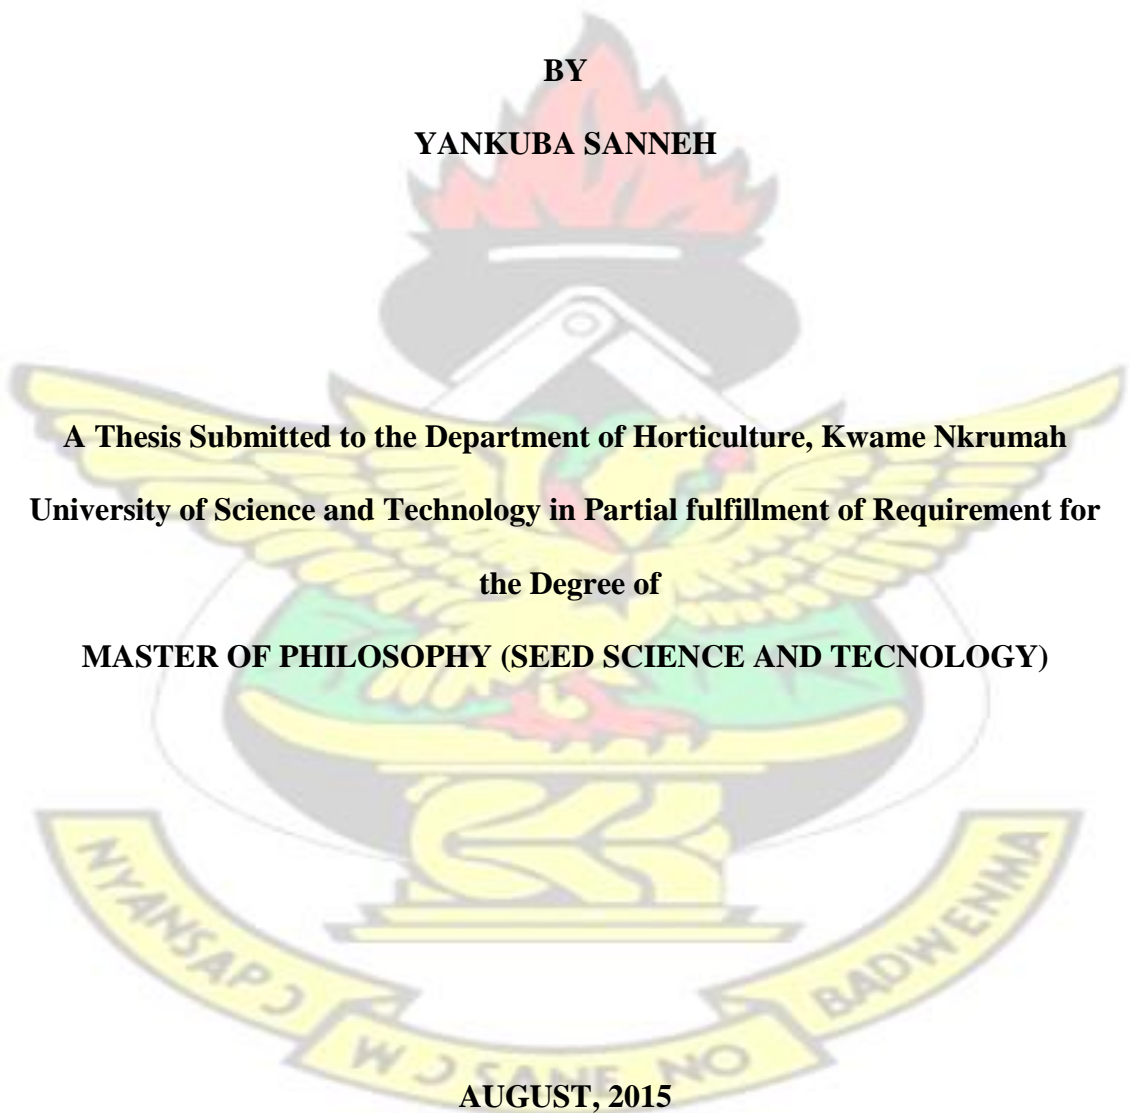 BY
YANKUBA SANNEH
A Thesis Submitted to the Department of Horticulture, Kwame Nkrumah
University of Science and Technology in Partial fulfillment of Requirement for
the Degree of
MASTER OF PHILOSOPHY (SEED SCIENCE AND TECNOLOGY)
NYANSAPƆ
WƆ SANE NO
BADWENMA
AUGUST, 2015